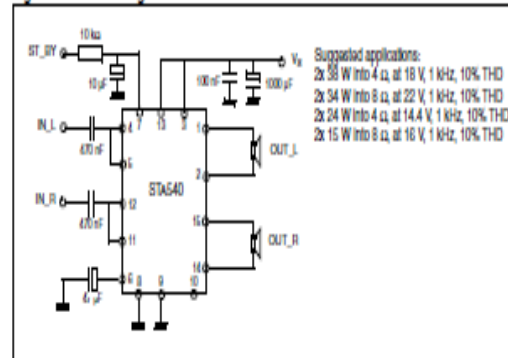 10 kΩ
ST_BY
10 µF
100 nF
1000 µF
Vs
Suggested applications:
2x 38 W into 4 Ω, at 18 V, 1 kHz, 10% THD
2x 34 W into 8 Ω, at 22 V, 1 kHz, 10% THD
2x 24 W into 4 Ω, at 14.4 V, 1 kHz, 10% THD
2x 15 W into 8 Ω, at 16 V, 1 kHz, 10% THD
7
13
3
IN_L
4
1
470 nF
OUT_L
5
2
STA540
IN_R
12
15
470 nF
OUT_R
11
14
6
47 µF
8
9
10